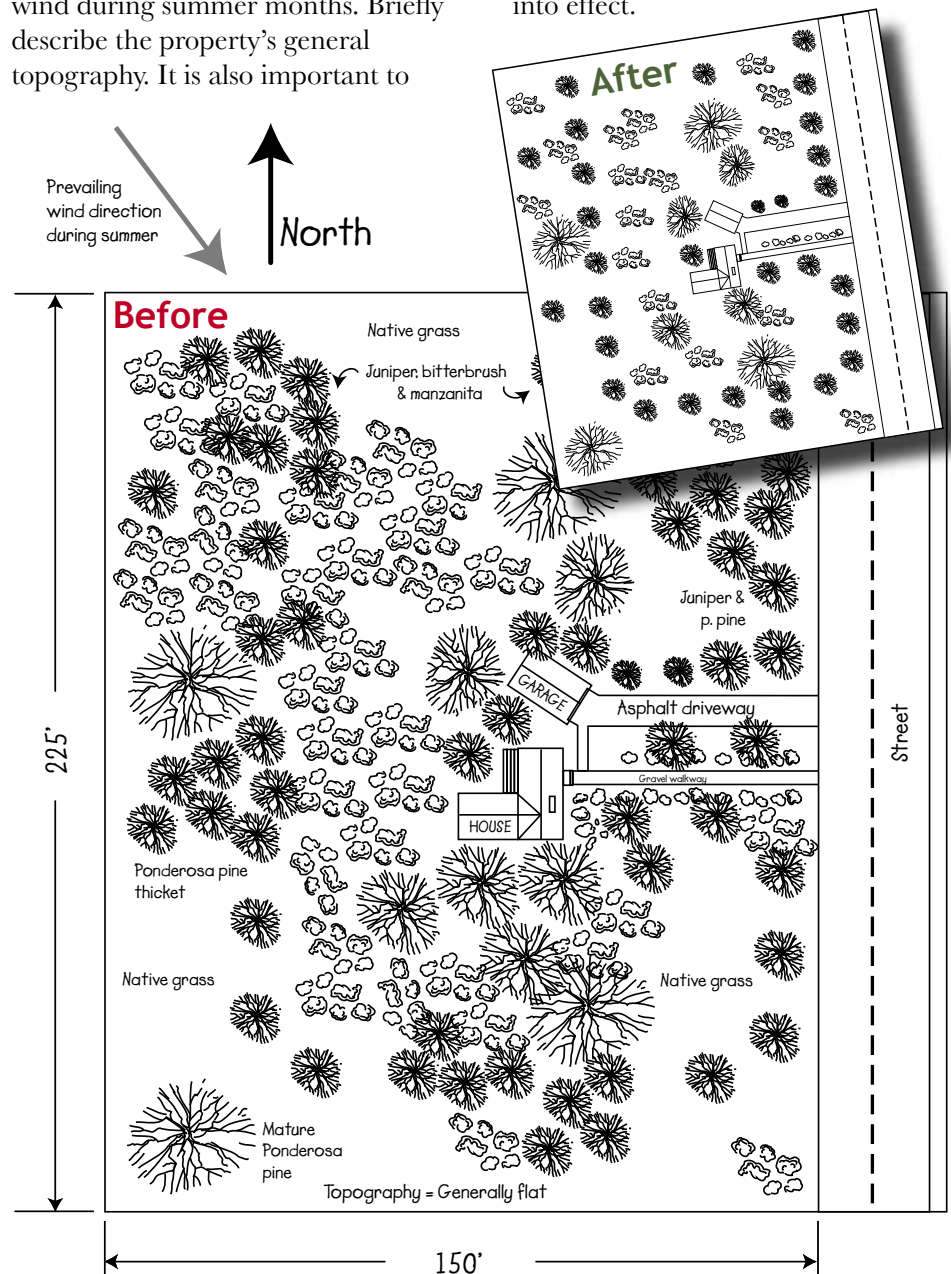 wind during summer months. Briefly
describe the property's general
topography. It is also important to
into effect.
After
Prevailing
wind direction
during summer
North
Before
Native grass
Juniper, bitterbrush
& manzanita
Juniper &
p. pine
GARAGE
Asphalt driveway
Street
225'
Gravel walkway
HOUSE
Ponderosa pine
thicket
Native grass
Native grass
Mature
Ponderosa
pine
Topography = Generally flat
150'